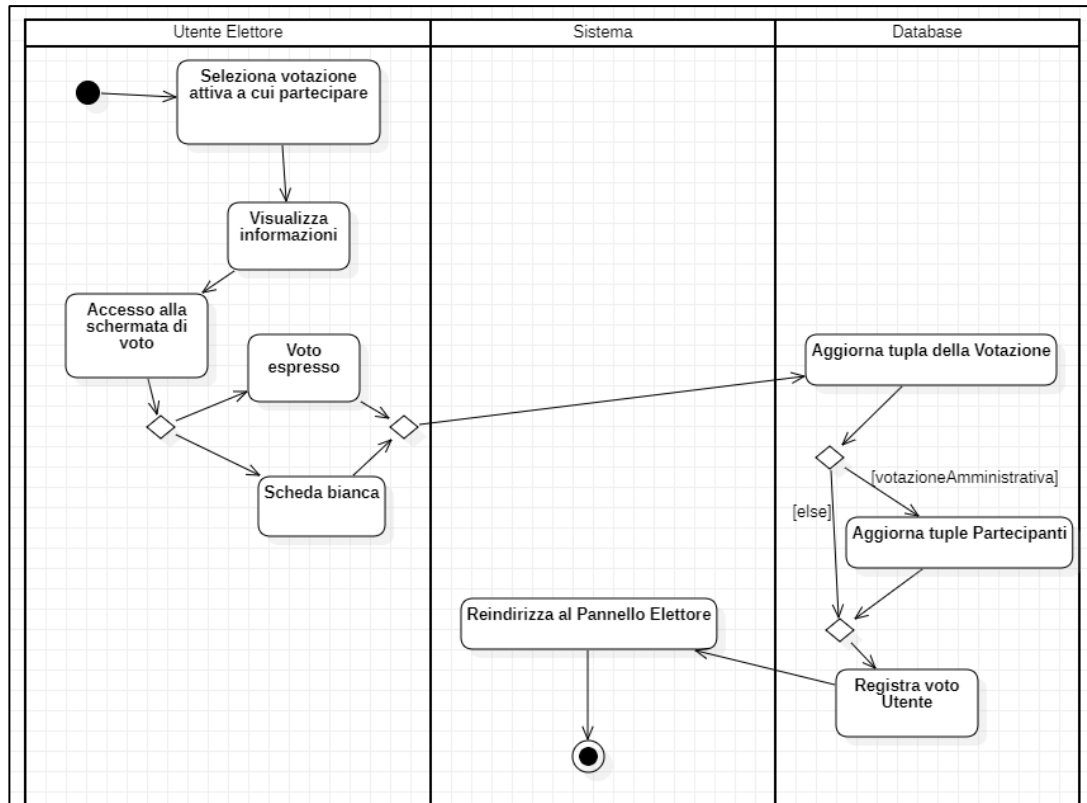 Utente Elettore
Sistema
Database
Seleziona votazione
attiva a cui partecipare
Visualizza
informazioni
Accesso alla
schermata di
voto
Voto
espresso
Scheda bianca
Aggiorna tupla della Votazione
[votazioneAmministrativa]
[else]
Aggiorna tuple Partecipanti
Registra voto
Utente
Reindirizza al Pannello Elettore